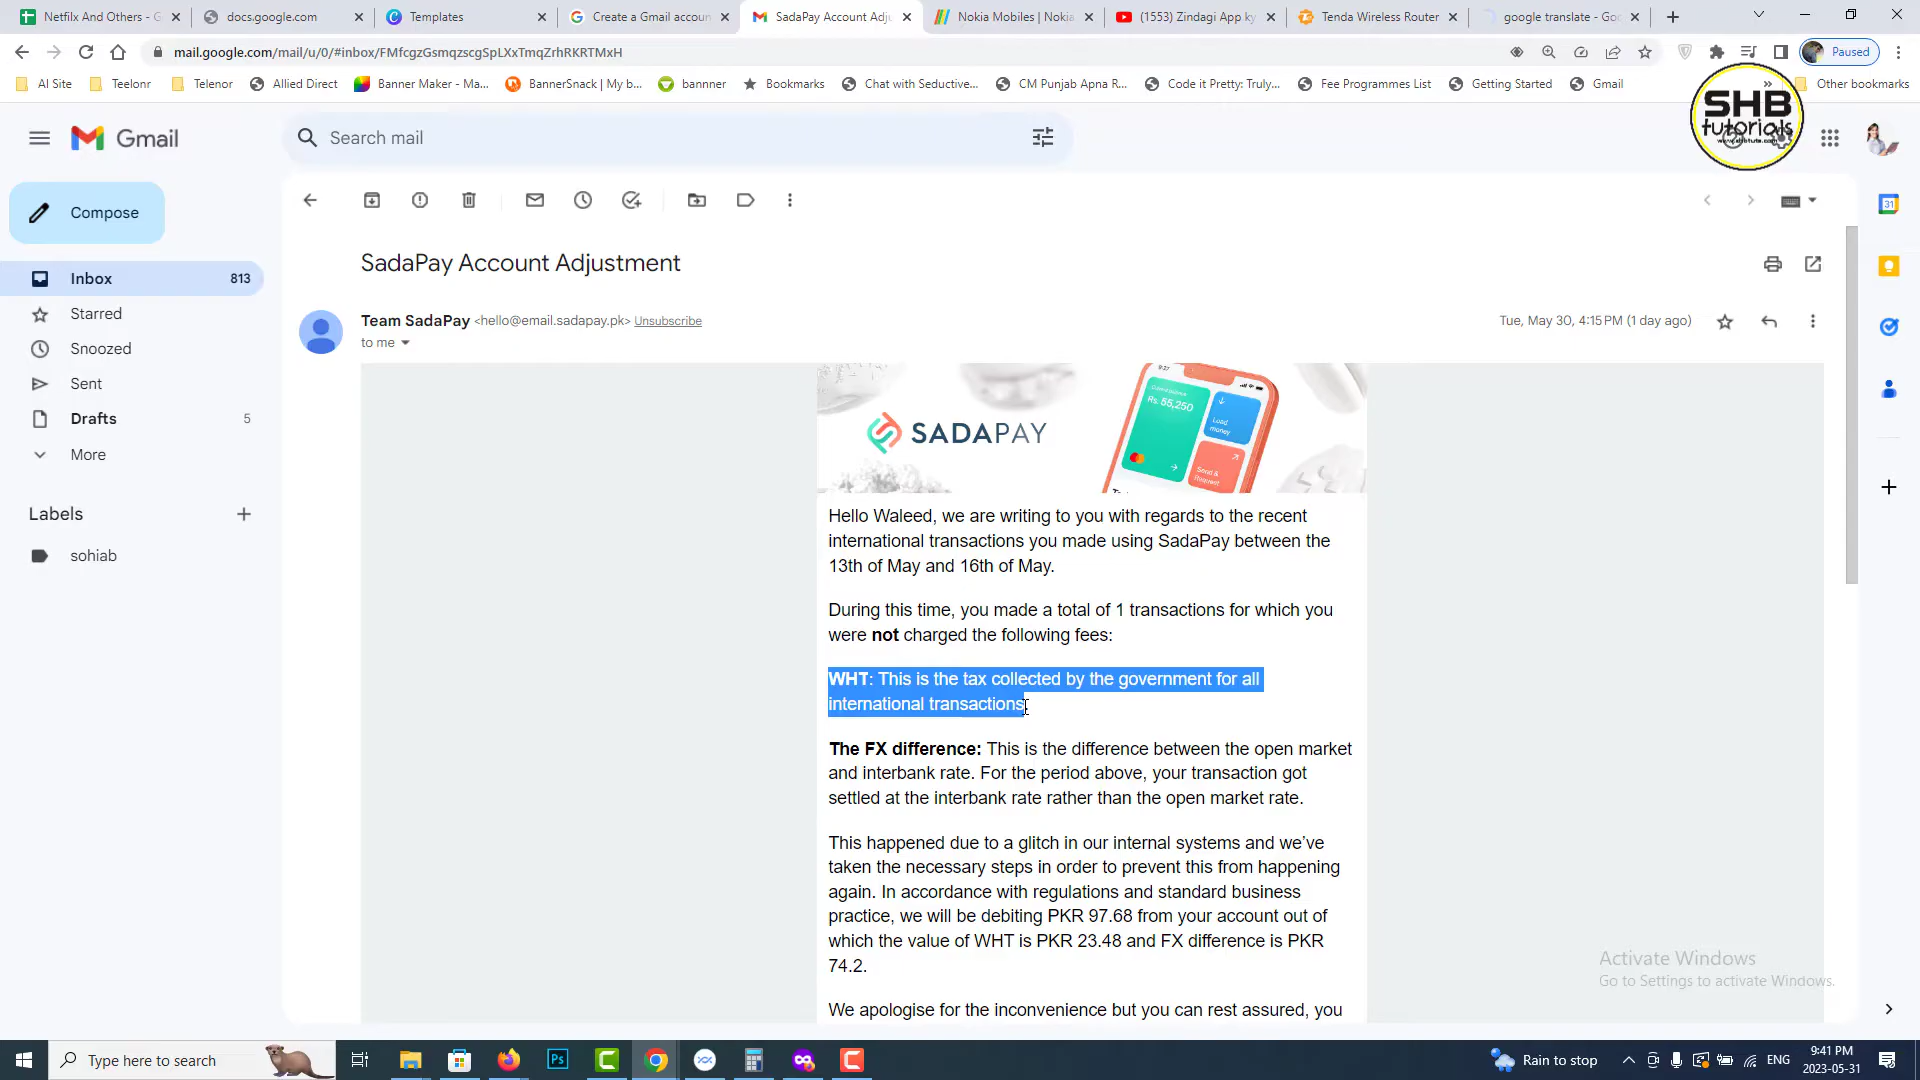 Netfilx And Others - G
docs.google.com
Templates
Create a Gmail accoun
SadaPay Account Adju
Nokia Mobiles | Nokia
(1553) Zindagi App ky
Tenda Wireless Router
google translate - Goo
mail.google.com/mail/u/0/#inbox/FMfcgzGsmqzscgSpLXxTmqZrhRKRTMxH
Paused
AI Site
Teelonr
Telenor
Allied Direct
Banner Maker - Ma...
BannerSnack | My b...
bannner
Bookmarks
Chat with Seductive...
CM Punjab Apna R...
Code it Pretty: Truly...
Fee Programmes List
Getting Started
Gmail
Other bookmarks
SHB
tutorials
Gmail
Search mail
Compose
Inbox 813
Starred
Snoozed
Sent
Drafts 5
More
Labels
sohiab
SadaPay Account Adjustment
Team SadaPay <hello@email.sadapay.pk> Unsubscribe
Tue, May 30, 4:15 PM (1 day ago)
to me
SADAPAY
9:27
Rs. 55,250
Load money
Send & Request
Hello Waleed, we are writing to you with regards to the recent
international transactions you made using SadaPay between the
13th of May and 16th of May.
During this time, you made a total of 1 transactions for which you
were not charged the following fees:
WHT: This is the tax collected by the government for all
international transactions
The FX difference: This is the difference between the open market
and interbank rate. For the period above, your transaction got
settled at the interbank rate rather than the open market rate.
This happened due to a glitch in our internal systems and we've
taken the necessary steps in order to prevent this from happening
again. In accordance with regulations and standard business
practice, we will be debiting PKR 97.68 from your account out of
which the value of WHT is PKR 23.48 and FX difference is PKR
74.2.
We apologise for the inconvenience but you can rest assured, you
31
Activate Windows
Go to Settings to activate Windows.
Type here to search
Ps
Rain to stop
ENG
9:41 PM
2023-05-31